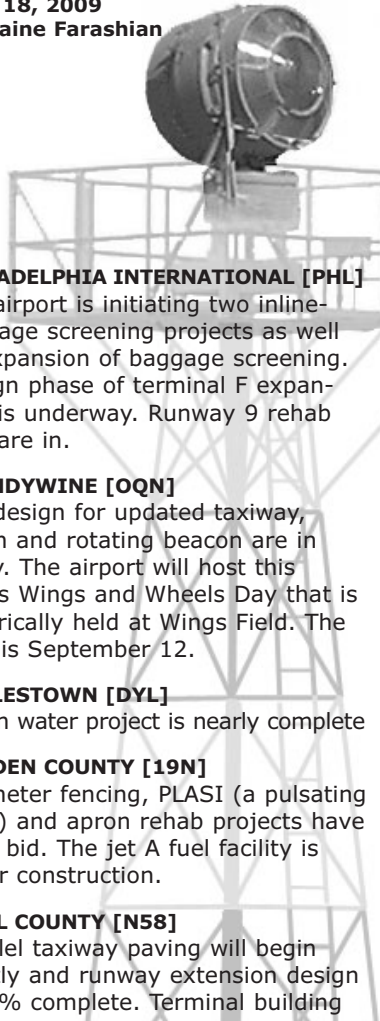 18, 2009
aine Farashian
ADELPHIA INTERNATIONAL [PHL]
airport is initiating two inline-
age screening projects as well
xpansion of baggage screening.
gn phase of terminal F expan-
is underway. Runway 9 rehab
are in.
NDYWINE [OQN]
design for updated taxiway,
n and rotating beacon are in
y. The airport will host this
s Wings and Wheels Day that is
rically held at Wings Field. The
is September 12.
LESTOWN [DYL]
n water project is nearly complete
DEN COUNTY [19N]
meter fencing, PLASI (a pulsating
) and apron rehab projects have
bid. The jet A fuel facility is
r construction.
L COUNTY [N58]
lel taxiway paving will begin
tly and runway extension design
% complete. Terminal building